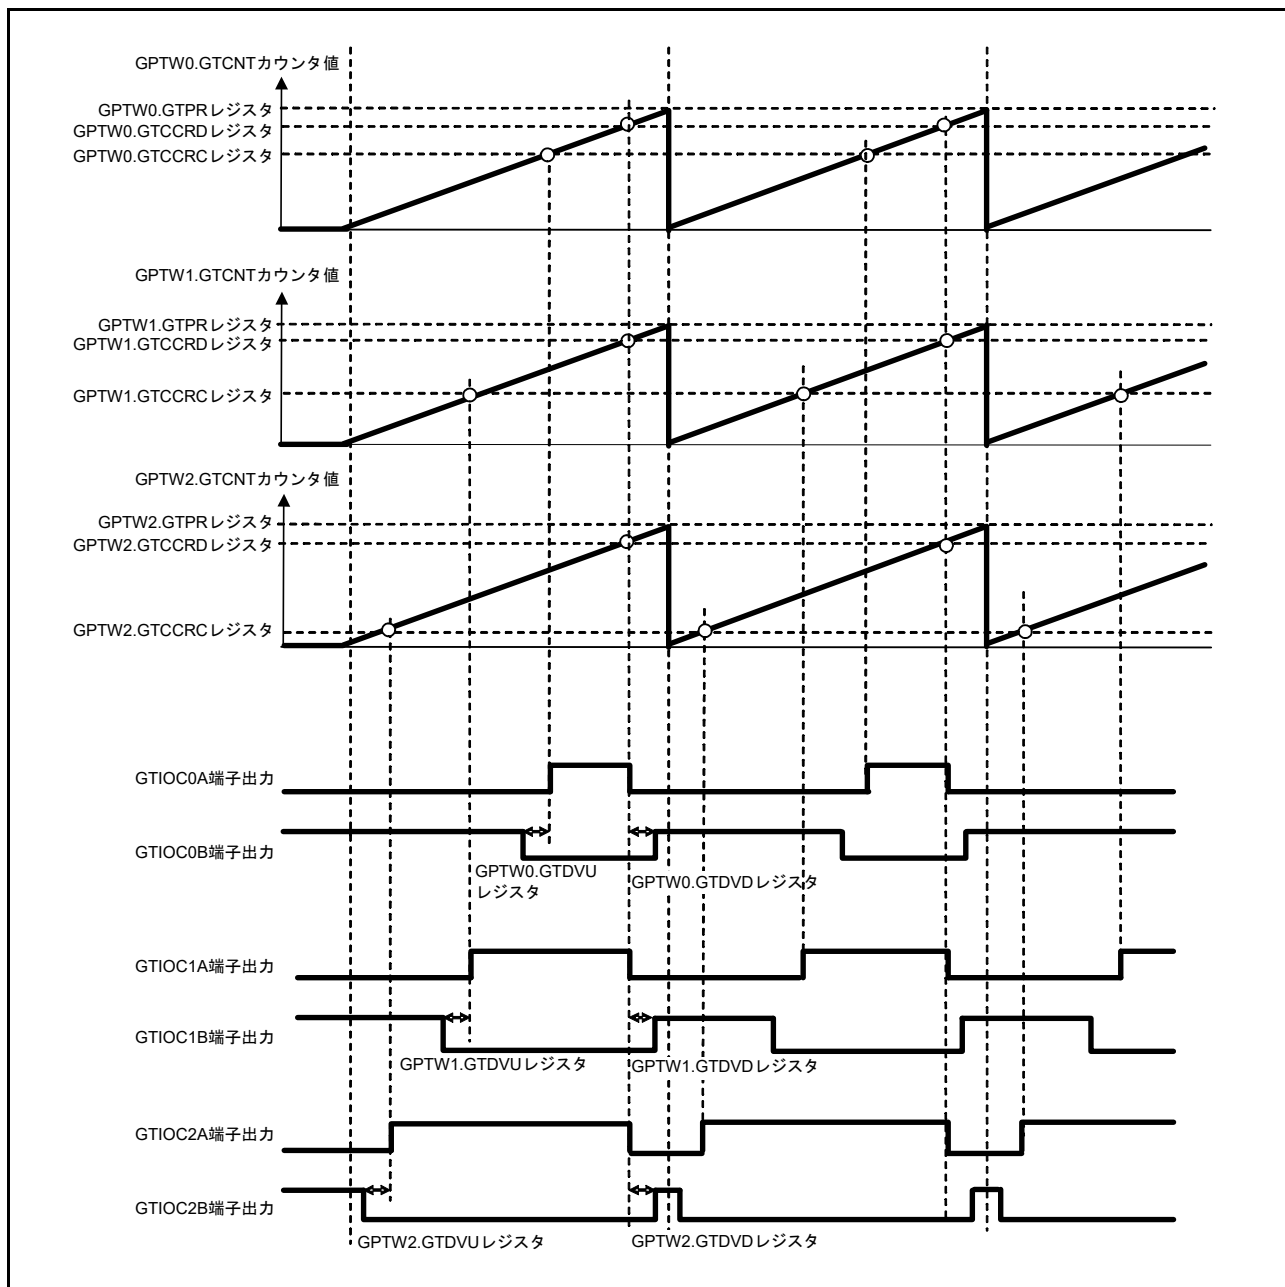 GPTW0.GTCNTカウンタ値
GPTW0.GTPRレジスタ
GPTW0.GTCCRDレジスタ
GPTW0.GTCCRCレジスタ
GPTW1.GTCNTカウンタ値
GPTW1.GTPRレジスタ
GPTW1.GTCCRDレジスタ
GPTW1.GTCCRCレジスタ
GPTW2.GTCNTカウンタ値
GPTW2.GTPRレジスタ
GPTW2.GTCCRDレジスタ
GPTW2.GTCCRCレジスタ
GTIOC0A端子出力
GTIOC0B端子出力
GPTW0.GTDVU
レジスタ
GPTW0.GTDVDレジスタ
GTIOC1A端子出力
GTIOC1B端子出力
GPTW1.GTDVUレジスタ
GPTW1.GTDVDレジスタ
GTIOC2A端子出力
GTIOC2B端子出力
GPTW2.GTDVUレジスタ
GPTW2.GTDVDレジスタ